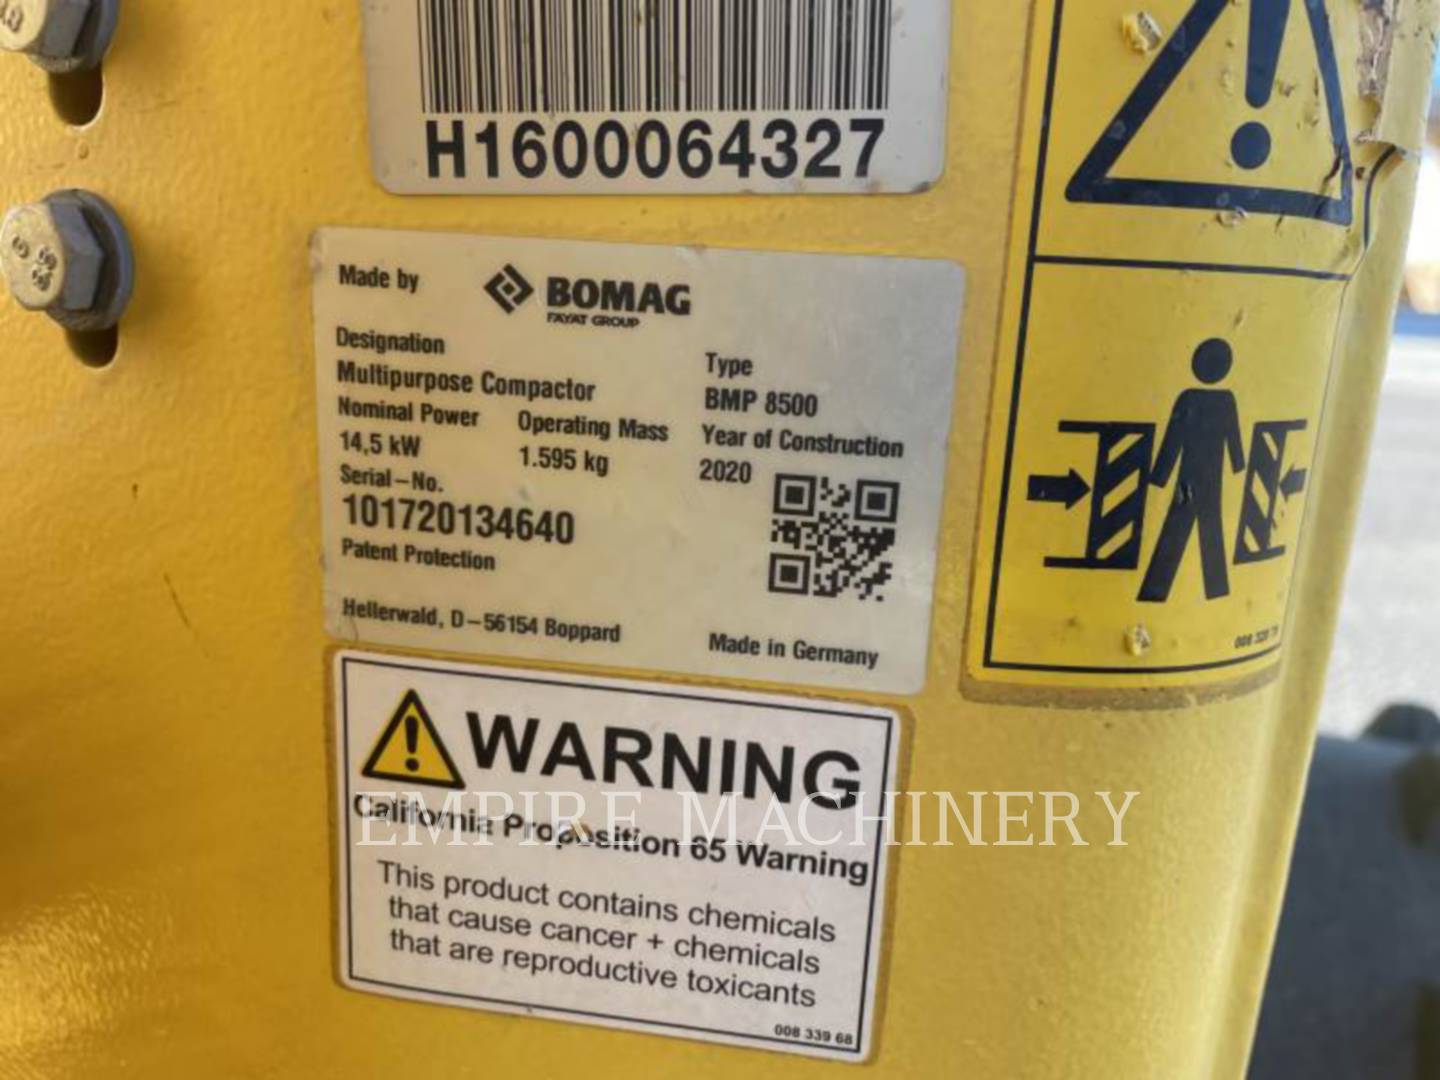 H1600064327
Made by
BOMAG
FAYAT GROUP
Designation
Multipurpose Compactor
Type
BMP 8500
Nominal Power
14,5 kW
Operating Mass
1.595 kg
Year of Construction
2020
Serial-No.
101720134640
Patent Protection
Hellerwald, D-56154 Boppard
Made in Germany
WARNING
California Proposition 65 Warning
This product contains chemicals
that cause cancer + chemicals
that are reproductive toxicants
008 339 68
EMPIRE MACHINERY